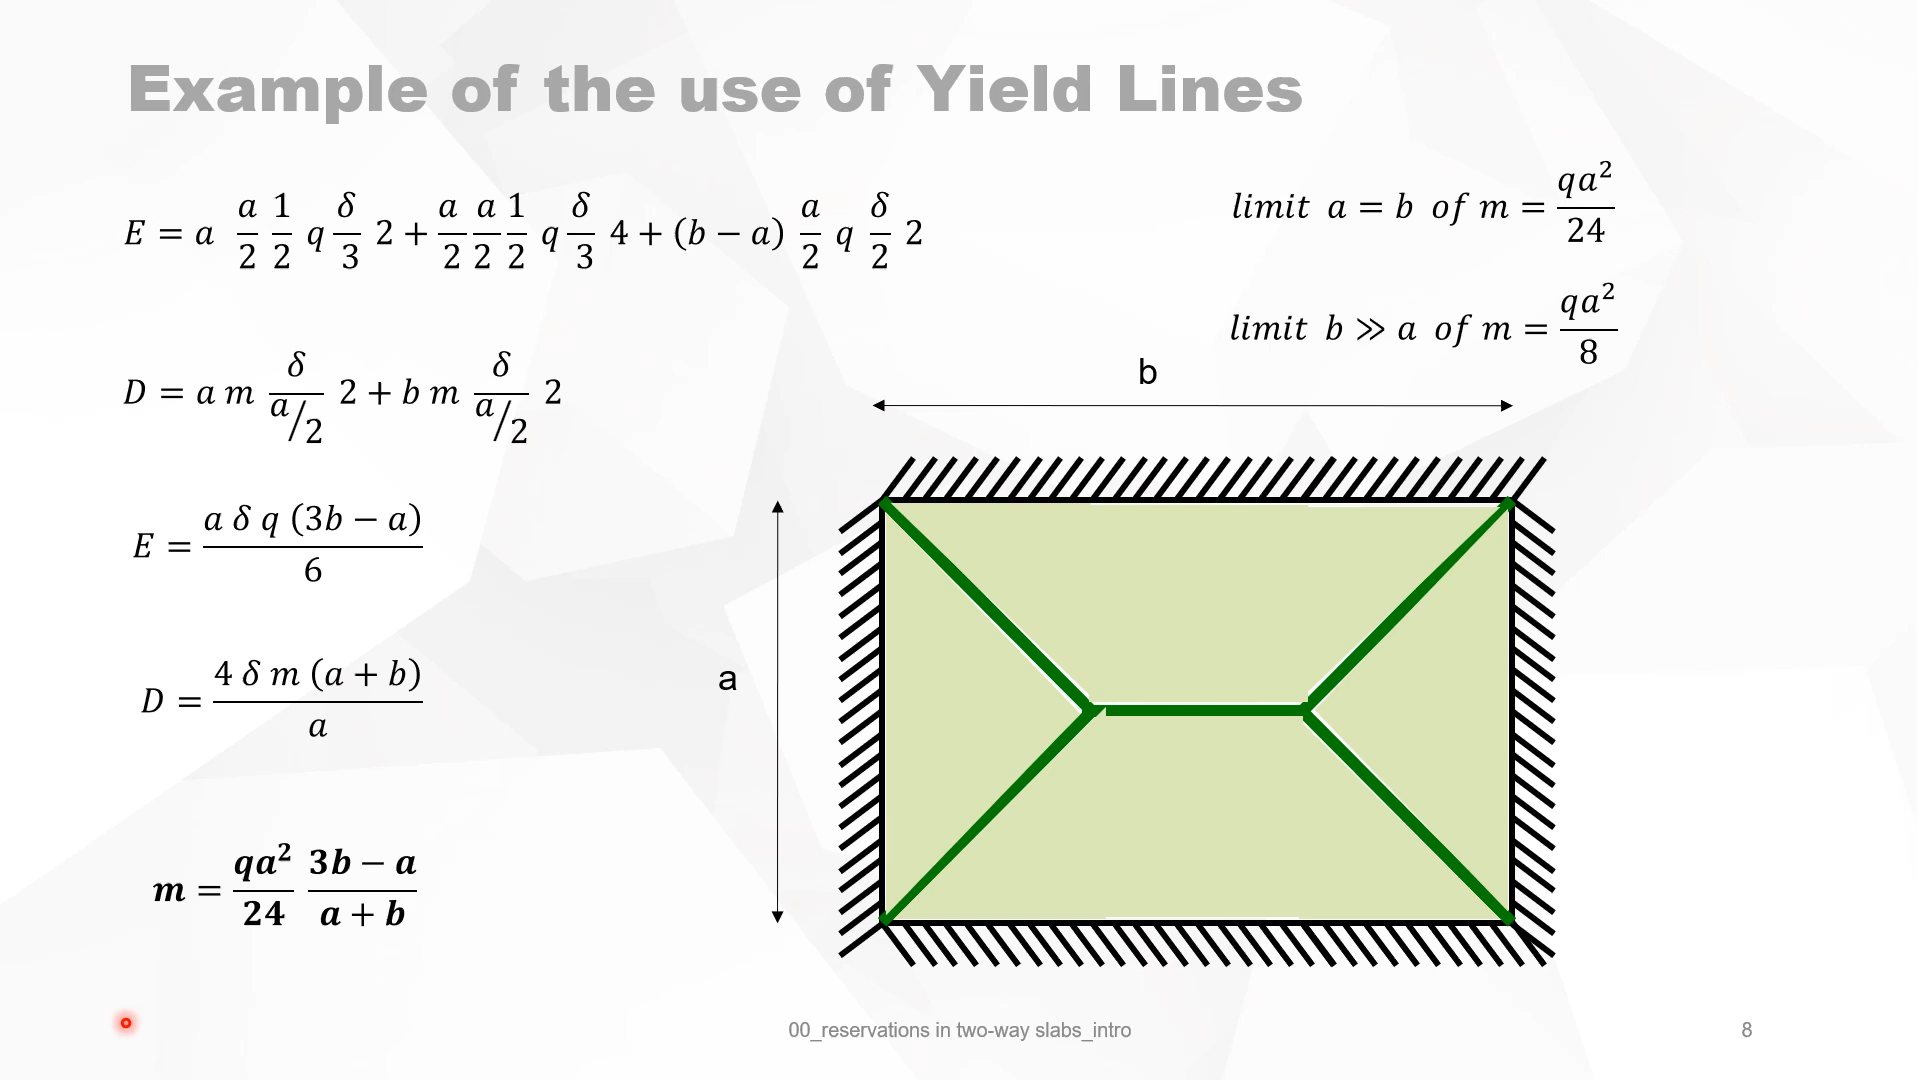 Example of the use of Yield Lines
E = a a/2 1/2 q δ/3 2 + a/2 a/2 1/2 q δ/3 4 + (b − a) a/2 q δ/2 2
limit a = b of m = qa²/24
limit b ≫ a of m = qa²/8
D = a m δ/(a/2) 2 + b m δ/(a/2) 2
b
E = a δ q (3b − a)/6
a
D = 4 δ m (a + b)/a
m = qa²/24 (3b − a)/(a + b)
00_reservations in two-way slabs_intro
8